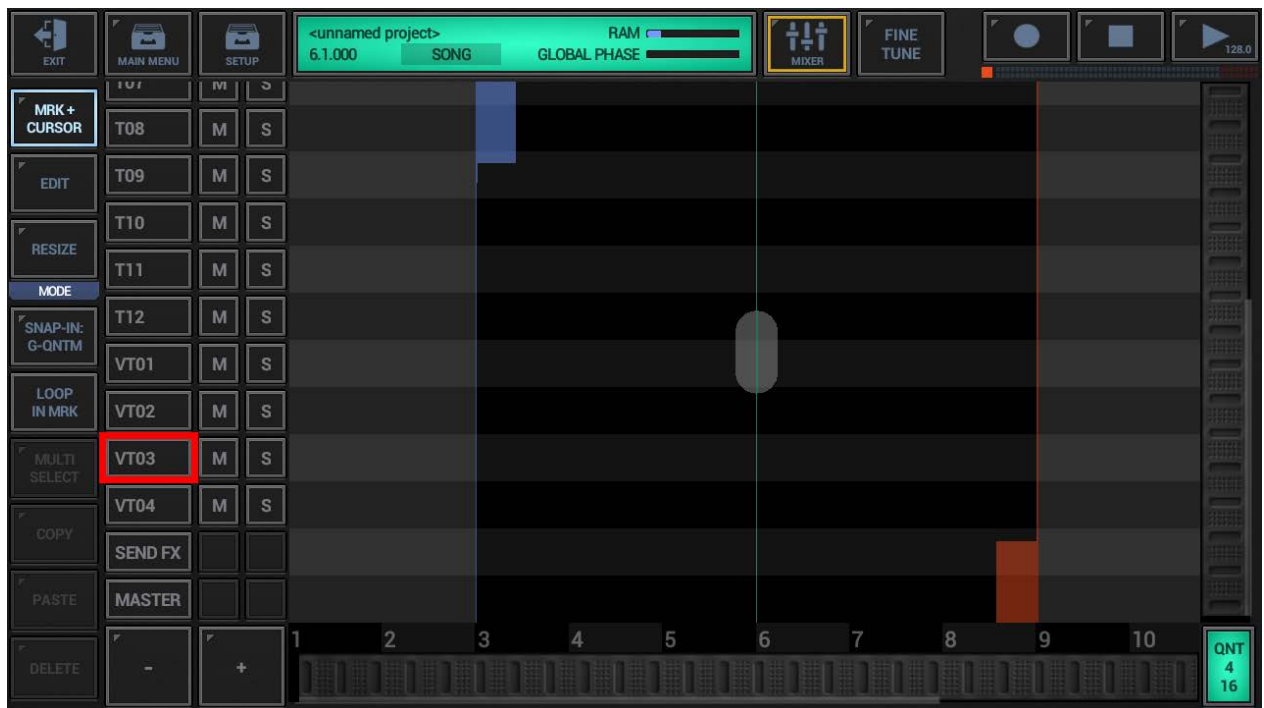 EXIT
MAIN MENU
SETUP
<unnamed project> RAM
6.1.000 SONG GLOBAL PHASE
MIXER
FINE
TUNE
128.0
MRK +
CURSOR
EDIT
RESIZE
MODE
SNAP-IN:
G-QNTM
LOOP
IN MRK
MULTI
SELECT
COPY
PASTE
DELETE
T07 M S
T08 M S
T09 M S
T10 M S
T11 M S
T12 M S
VT01 M S
VT02 M S
VT03 M S
VT04 M S
SEND FX
MASTER
- +
1 2 3 4 5 6 7 8 9 10
QNT
4
16